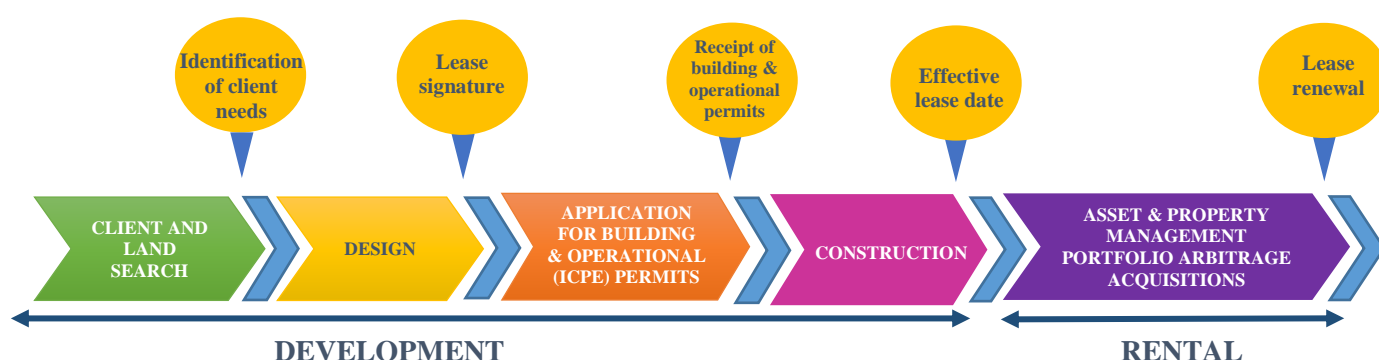 Identification
of client
needs
Lease
signature
Receipt of
building &
operational
permits
Effective
lease date
Lease
renewal
CLIENT AND
LAND
SEARCH
DESIGN
APPLICATION
FOR BUILDING
& OPERATIONAL
(ICPE) PERMITS
CONSTRUCTION
ASSET & PROPERTY
MANAGEMENT
PORTFOLIO ARBITRAGE
ACQUISITIONS
DEVELOPMENT
RENTAL